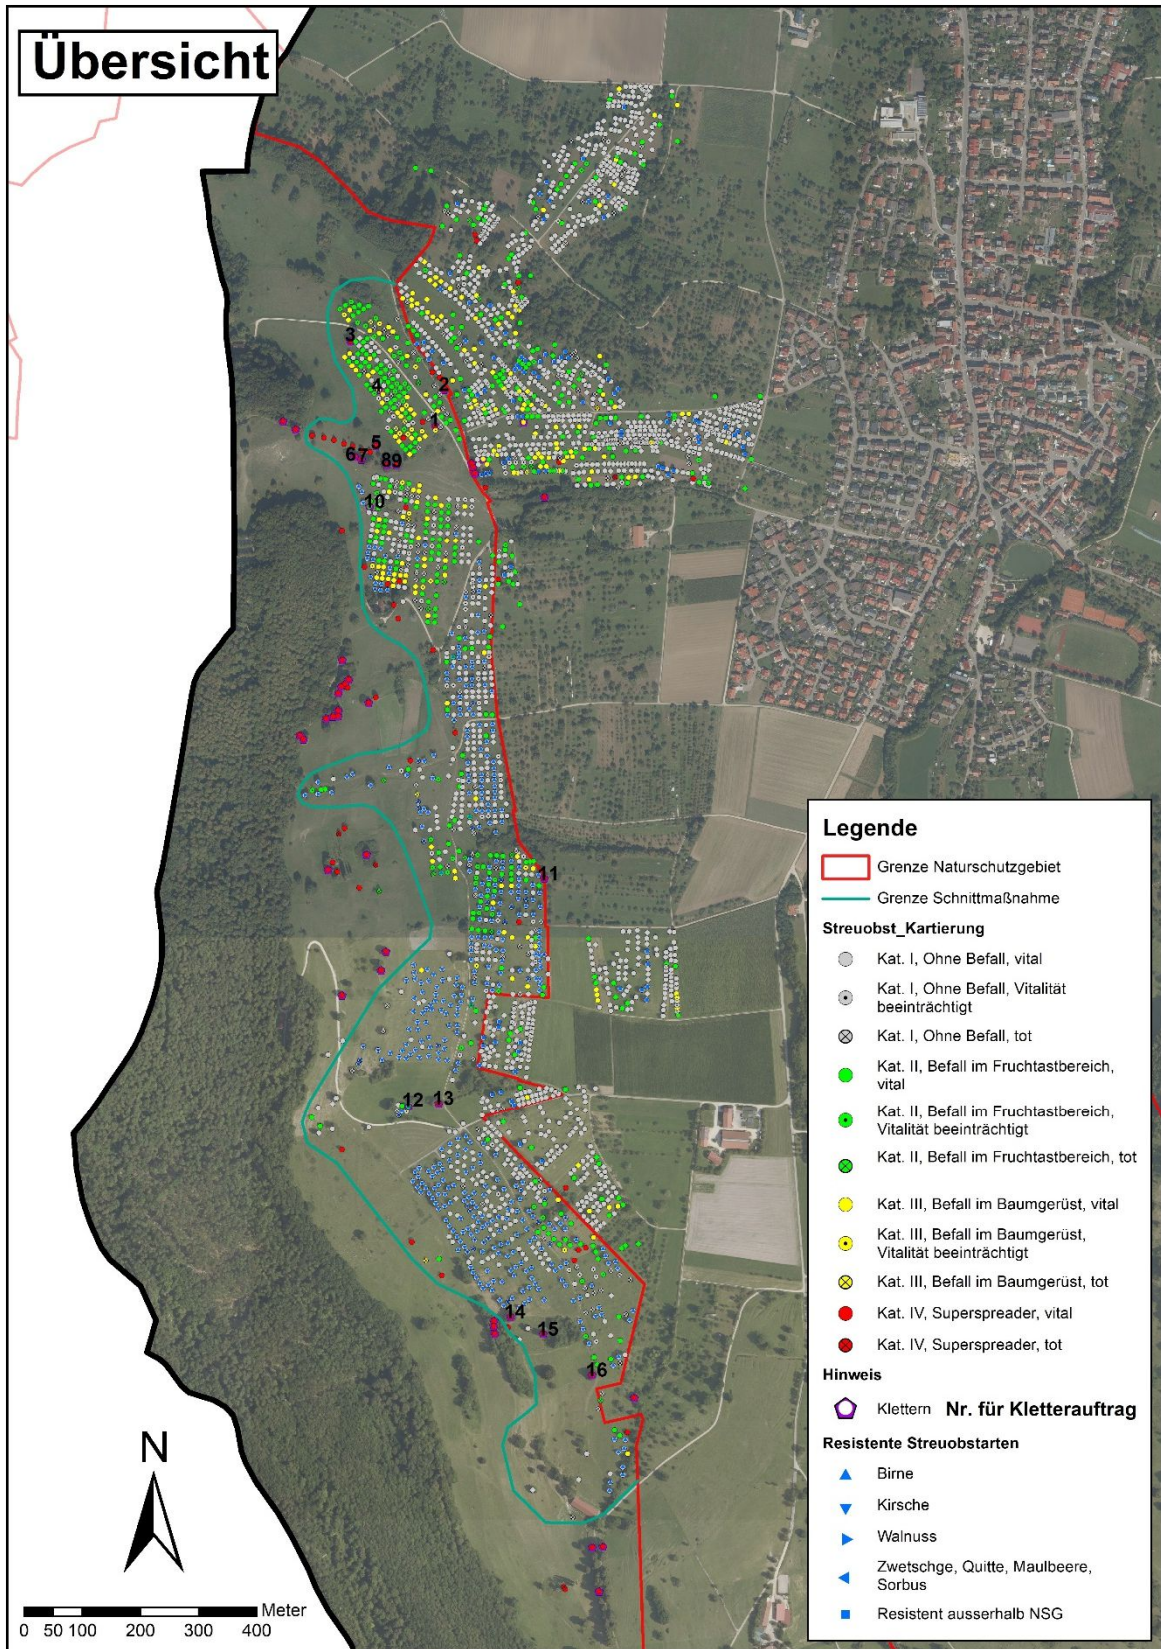 Übersicht
3
4
2
1
5
67
89
10
11
12 13
14
15
16
N
Meter
0 50 100 200 300 400
Legende
Grenze Naturschutzgebiet
Grenze Schnittmaßnahme
Streuobst_Kartierung
Kat. I, Ohne Befall, vital
Kat. I, Ohne Befall, Vitalität
beeinträchtigt
Kat. I, Ohne Befall, tot
Kat. II, Befall im Fruchtastbereich,
vital
Kat. II, Befall im Fruchtastbereich,
Vitalität beeinträchtigt
Kat. II, Befall im Fruchtastbereich, tot
Kat. III, Befall im Baumgerüst, vital
Kat. III, Befall im Baumgerüst,
Vitalität beeinträchtigt
Kat. III, Befall im Baumgerüst, tot
Kat. IV, Superspreader, vital
Kat. IV, Superspreader, tot
Hinweis
Klettern Nr. für Kletterauftrag
Resistente Streuobstarten
Birne
Kirsche
Walnuss
Zwetschge, Quitte, Maulbeere,
Sorbus
Resistent ausserhalb NSG